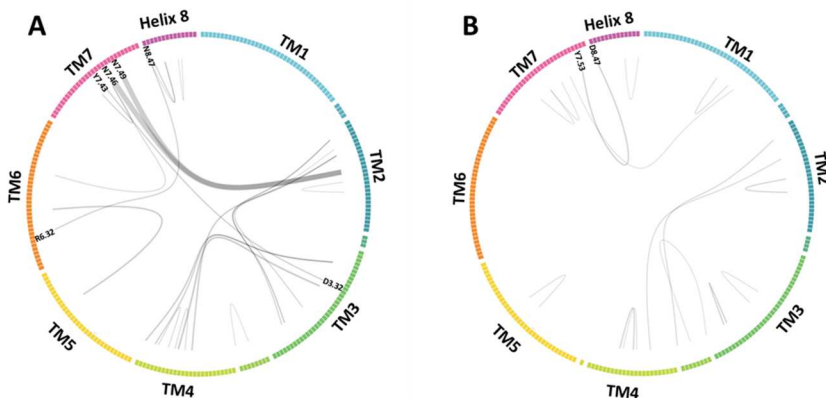 A
Helix 8
TM7
TM1
N8.47
N7.49
N7.46
Y7.43
TM6
TM2
R6.32
D3.32
TM5
TM3
TM4
B
Helix 8
TM7
TM1
D8.47
Y7.53
TM6
TM2
TM5
TM3
TM4